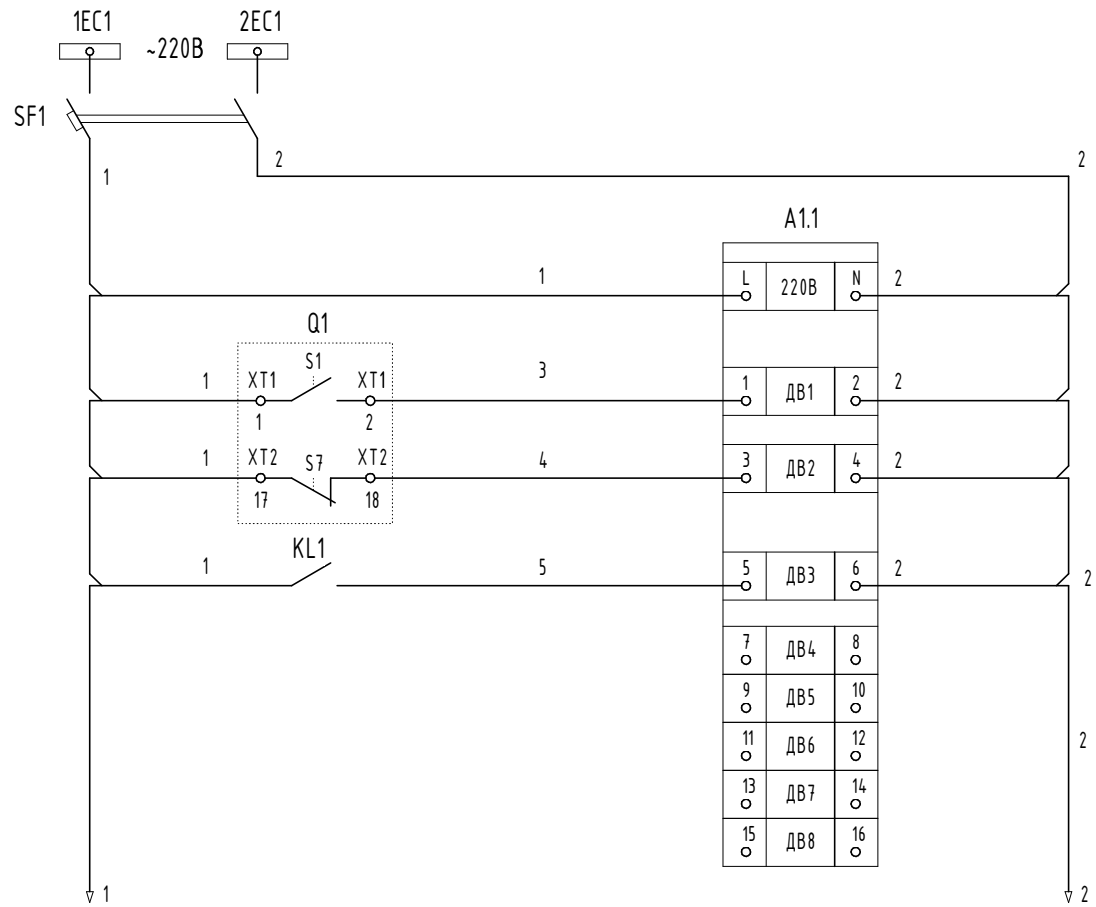 1ЕС1 ~220В 2ЕС1
SF1
1 2 2
A1.1
1 L 220В N 2
Q1
1 XT1 S1 XT1 3 1 ДВ1 2 2
1 2
1 XT2 S7 XT2 4 3 ДВ2 4 2
17 18
KL1
1 5 5 ДВ3 6 2 2
7 ДВ4 8
9 ДВ5 10
11 ДВ6 12 2
13 ДВ7 14
15 ДВ8 16
1 2